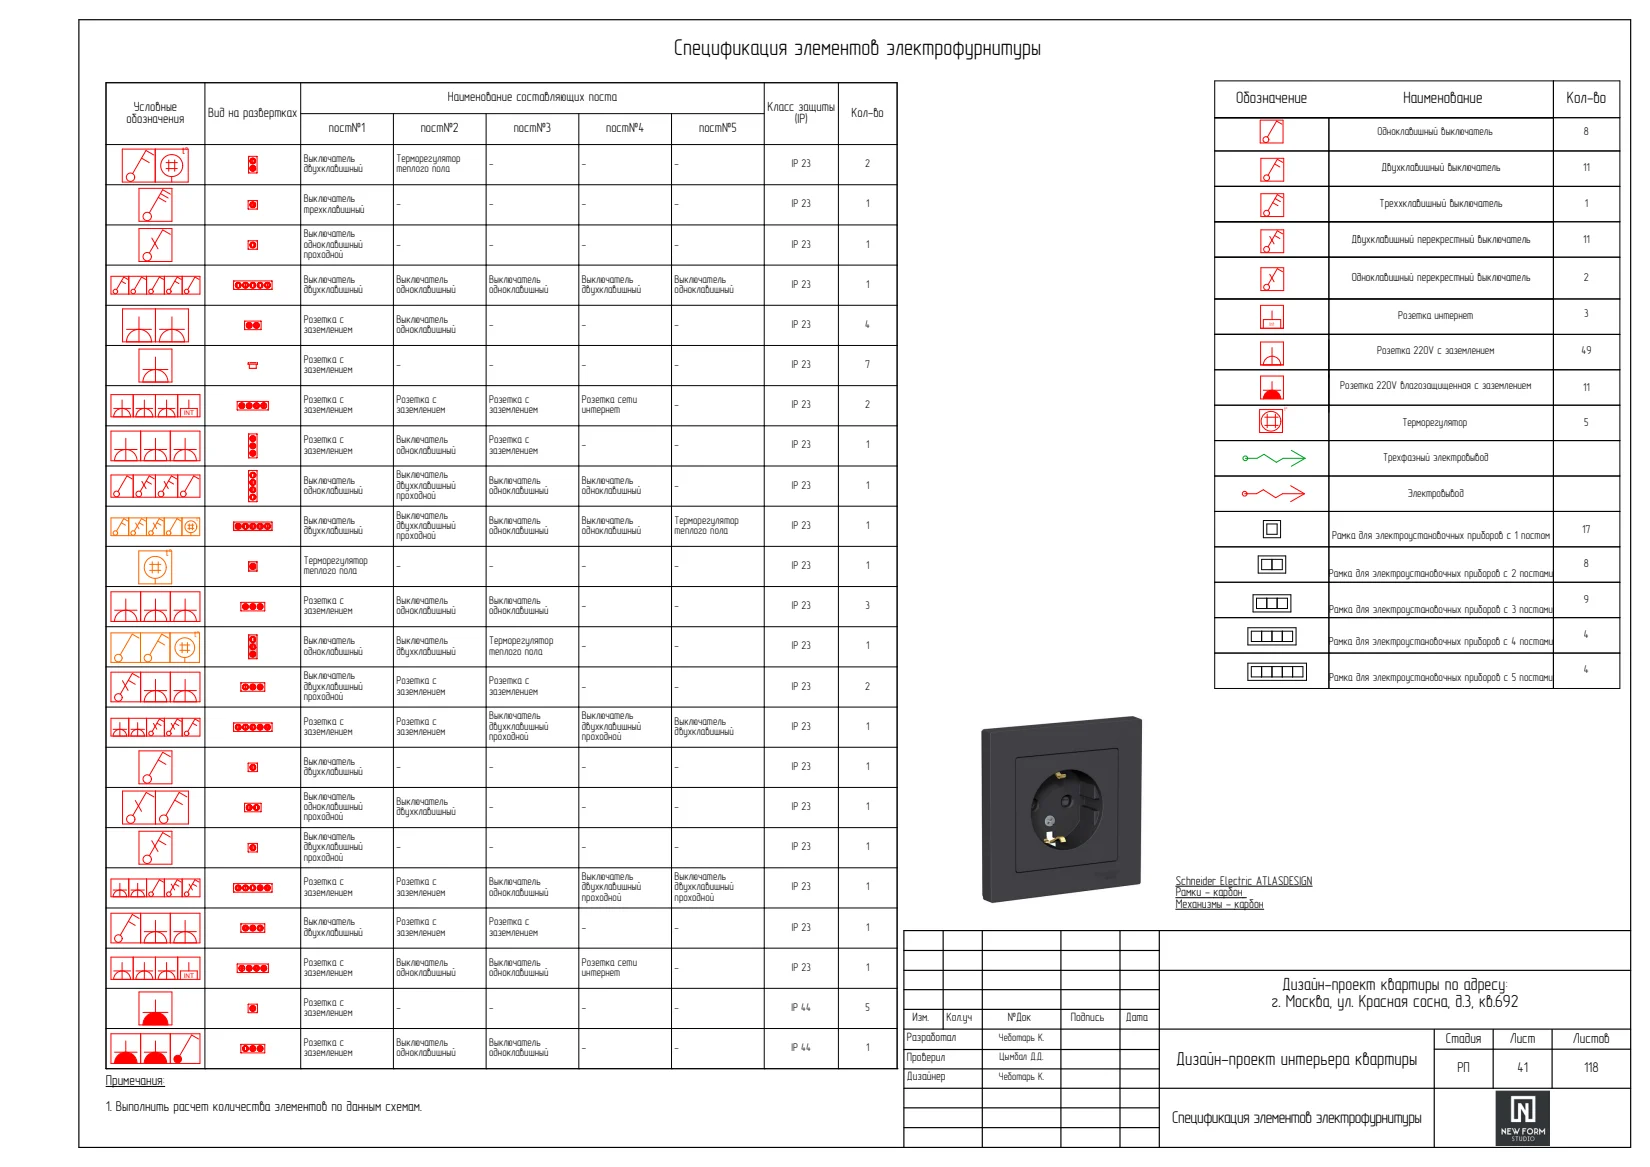 Спецификация элементов электрофурнитуры
Условные обозначения | Вид на развертках | Наименование составляющих поста | Класс защиты (IP) | Кол-во
пост№1 | пост№2 | пост№3 | пост№4 | пост№5
Выключатель двухклавишный | Терморегулятор теплого пола | - | - | - | IP 23 | 2
Выключатель трехклавишный | - | - | - | - | IP 23 | 1
Выключатель одноклавишный проходной | - | - | - | - | IP 23 | 1
Выключатель двухклавишный | Выключатель одноклавишный | Выключатель одноклавишный | Выключатель двухклавишный | Выключатель одноклавишный | IP 23 | 1
Розетка с заземлением | Выключатель одноклавишный | - | - | - | IP 23 | 4
Розетка с заземлением | - | - | - | - | IP 23 | 7
INT | Розетка с заземлением | Розетка с заземлением | Розетка с заземлением | Розетка сети интернет | - | IP 23 | 2
Розетка с заземлением | Выключатель одноклавишный | Розетка с заземлением | - | - | IP 23 | 1
Выключатель одноклавишный | Выключатель двухклавишный проходной | Выключатель одноклавишный | Выключатель одноклавишный | - | IP 23 | 1
Выключатель двухклавишный | Выключатель двухклавишный проходной | Выключатель одноклавишный | Выключатель одноклавишный | Терморегулятор теплого пола | IP 23 | 1
Терморегулятор теплого пола | - | - | - | - | IP 23 | 1
Розетка с заземлением | Выключатель одноклавишный | Выключатель одноклавишный | - | - | IP 23 | 3
Выключатель одноклавишный | Выключатель двухклавишный | Терморегулятор теплого пола | - | - | IP 23 | 1
Выключатель двухклавишный проходной | Розетка с заземлением | Розетка с заземлением | - | - | IP 23 | 2
Розетка с заземлением | Розетка с заземлением | Выключатель двухклавишный проходной | Выключатель двухклавишный проходной | Выключатель двухклавишный | IP 23 | 1
Выключатель двухклавишный | - | - | - | - | IP 23 | 1
Выключатель одноклавишный проходной | Выключатель двухклавишный | - | - | - | IP 23 | 1
Выключатель двухклавишный проходной | - | - | - | - | IP 23 | 1
Розетка с заземлением | Розетка с заземлением | Выключатель одноклавишный | Выключатель двухклавишный проходной | Выключатель двухклавишный проходной | IP 23 | 1
Выключатель двухклавишный | Розетка с заземлением | Розетка с заземлением | - | - | IP 23 | 1
INT | Розетка с заземлением | Выключатель одноклавишный | Выключатель одноклавишный | Розетка сети интернет | - | IP 23 | 1
Розетка с заземлением | - | - | - | - | IP 44 | 5
Розетка с заземлением | Выключатель одноклавишный | Выключатель одноклавишный | - | - | IP 44 | 1
Примечания:
1. Выполнить расчет количества элементов по данным схемам.
Обозначение | Наименование | Кол-во
Одноклавишный выключатель | 8
Двухклавишный выключатель | 11
Треххклавишный выключатель | 1
Двухклавишный перекрестный выключатель | 11
Одноклавишный перекрестный выключатель | 2
Розетка интернет | 3
Розетка 220V с заземлением | 49
Розетка 220V влагозащищенная с заземлением | 11
Терморегулятор | 5
Трехфазный электровывод
Электровывод
Рамка для электроустановочных приборов с 1 постом | 17
Рамка для электроустановочных приборов с 2 постами | 8
Рамка для электроустановочных приборов с 3 постами | 9
Рамка для электроустановочных приборов с 4 постами | 4
Рамка для электроустановочных приборов с 5 постами | 4
Schneider Electric ATLASDESIGN
Рамки - карбон
Механизмы - карбон
Дизайн-проект квартиры по адресу:
г. Москва, ул. Красная сосна, д.3, кв.692
Изм. | Кол.уч | №Док | Подпись | Дата
Разработал | Чеботарь К.
Проверил | Цымбал Д.Д.
Дизайнер | Чеботарь К.
Дизайн-проект интерьера квартиры
Стадия | Лист | Листов
РП | 41 | 118
Спецификация элементов электрофурнитуры
NEW FORM
STUDIO